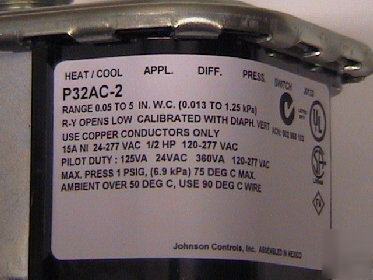 HEAT / COOL APPL. DIFF. PRESS. SWITCH
P32AC-2
RANGE 0.05 TO 5 IN. W.C. (0.013 TO 1.25 kPa)
R-Y OPENS LOW CALIBRATED WITH DIAPH. VERT
USE COPPER CONDUCTORS ONLY
15A NI 24-277 VAC 1/2 HP 120-277 VAC
PILOT DUTY : 125VA 24VAC 360VA 120-277 VAC
MAX. PRESS 1 PSIG, (6.9 kPa) 75 DEG C MAX.
AMBIENT OVER 50 DEG C, USE 90 DEG C WIRE
Johnson Controls, Inc. ASSEMBLED IN MEXICO
UL